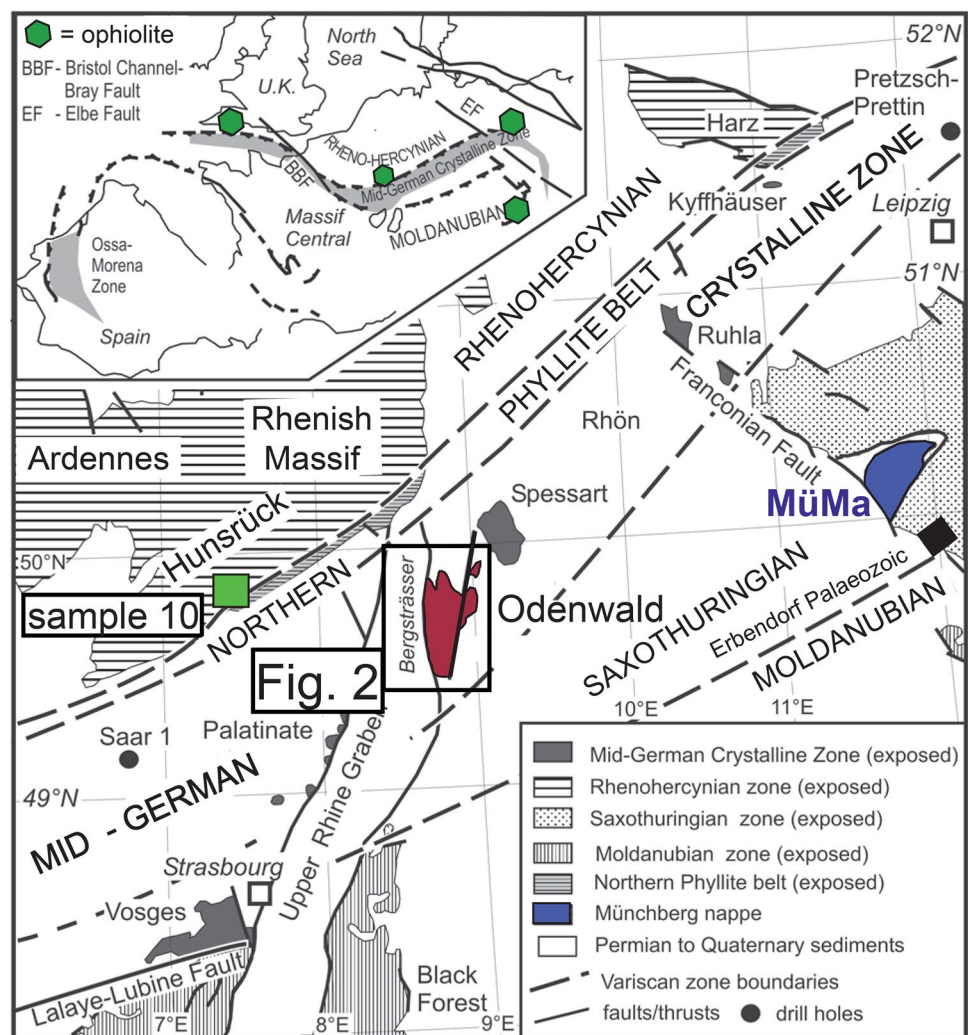 = ophiolite
BBF - Bristol Channel-
Bray Fault
EF - Elbe Fault
North
Sea
U.K.
EF
RHENO-HERCYNIAN
Mid-German Crystalline Zone
BBF
Massif
Central
MOLDANUBIAN
Ossa-
Morena
Zone
Spain
52°N
Pretzsch-
Prettin
Harz
Kyffhäuser
Leipzig
51°N
RHENOHERCYNIAN
PHYLLITE BELT
CRYSTALLINE ZONE
Ruhla
Rhön
Franconian Fault
MüMa
Rhenish
Massif
Ardennes
Hunsrück
Spessart
50°N
sample 10
NORTHERN
Bergsträsser
Odenwald
Fig. 2
SAXOTHURINGIAN
Erbendorf Palaeozoic
MOLDANUBIAN
10°E
11°E
Saar 1
Palatinate
49°N
MID - GERMAN
Upper Rhine Graben
Strasbourg
Vosges
Lalaye-Lubine Fault
Black
Forest
7°E
8°E
9°E
Mid-German Crystalline Zone (exposed)
Rhenohercynian zone (exposed)
Saxothuringian zone (exposed)
Moldanubian zone (exposed)
Northern Phyllite belt (exposed)
Münchberg nappe
Permian to Quaternary sediments
Variscan zone boundaries
faults/thrusts
drill holes